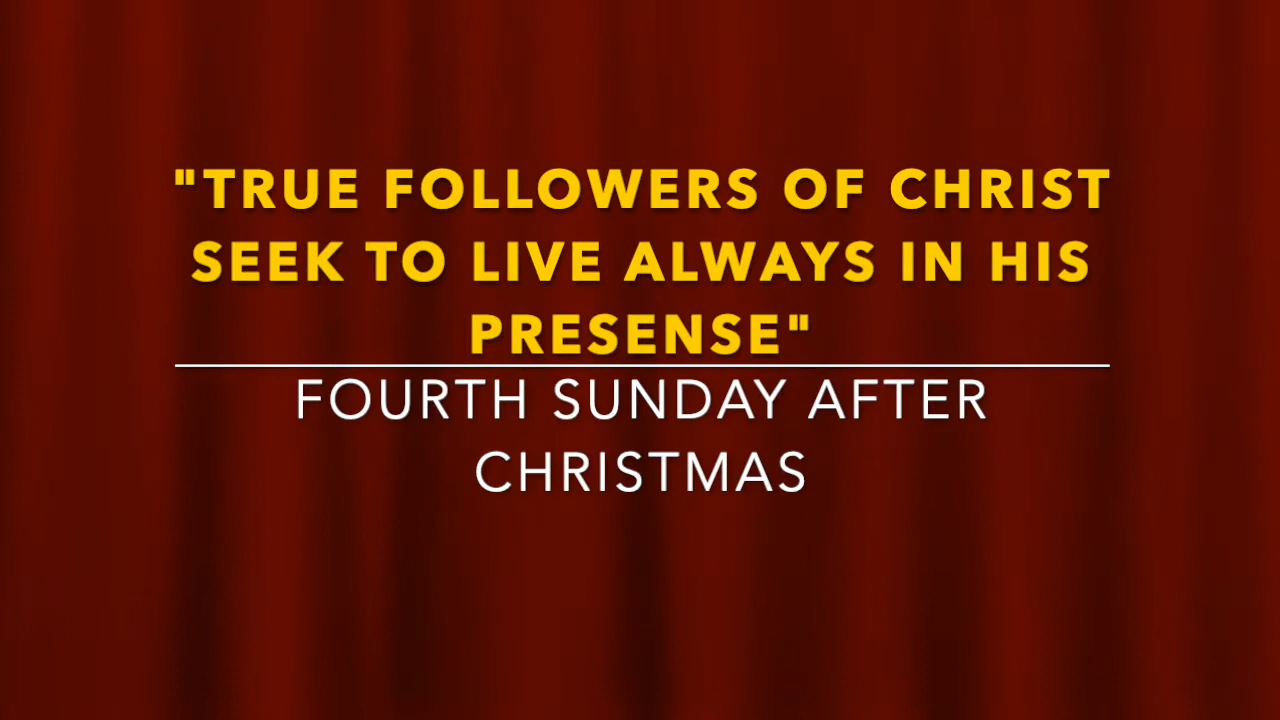 "TRUE FOLLOWERS OF CHRIST
SEEK TO LIVE ALWAYS IN HIS
PRESENSE"
FOURTH SUNDAY AFTER
CHRISTMAS